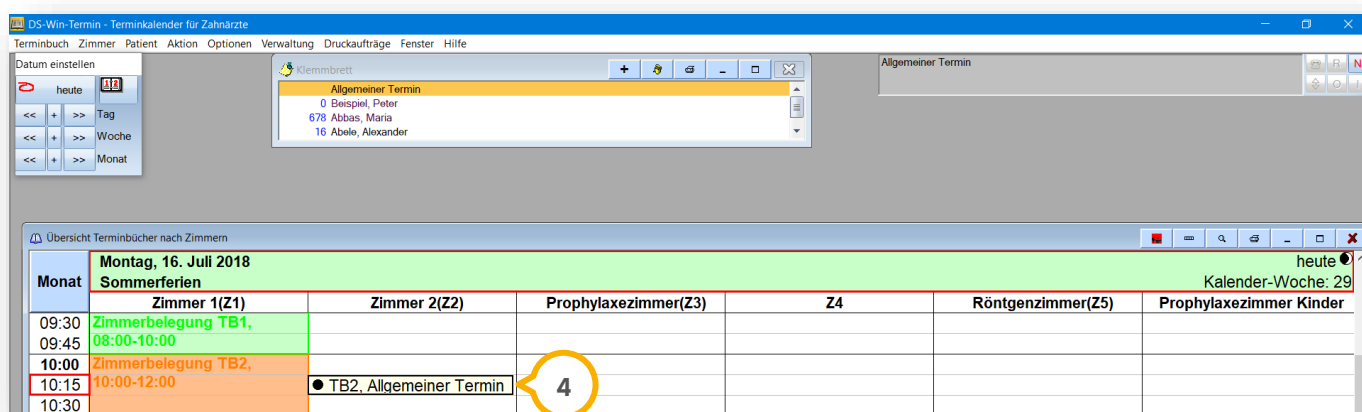 DS-Win-Term - Terminkalender für Zahnärzte
Terminbuch Zimmer Patient Aktion Optionen Verwaltung Druckaufträge Fenster Hilfe
Datum einstellen
heute
<< + >> Tag
<< + >> Woche
<< + >> Monat
Klemmbrett
Allgemeiner Termin
0 Beispiel, Peter
678 Abbas, Maria
16 Abele, Alexander
Allgemeiner Termin
R N
O I
Übersicht Terminbücher nach Zimmern
Monat
Montag, 16. Juli 2018
heute
Sommerferien
Kalender-Woche: 29
Zimmer 1(Z1) Zimmer 2(Z2) Prophylaxezimmer(Z3) Z4 Röntgenzimmer(Z5) Prophylaxezimmer Kinder
09:30 Zimmerbelegung TB1,
09:45 08:00-10:00
10:00 Zimmerbelegung TB2,
10:15 10:00-12:00 TB2, Allgemeiner Termin 4
10:30